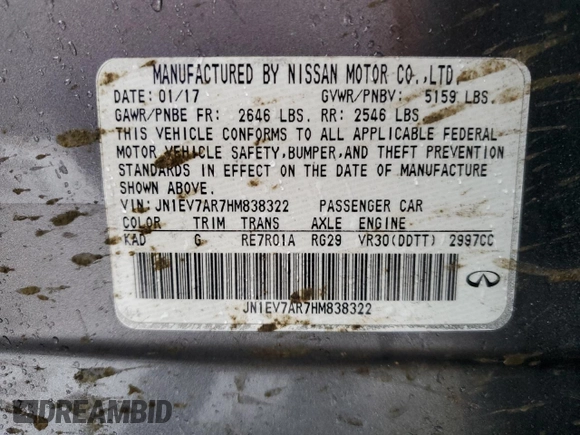 MANUFACTURED BY NISSAN MOTOR CO.,LTD.
DATE: 01/17 GVWR/PNBV: 5159 LBS.
GAWR/PNBE FR: 2646 LBS. RR: 2546 LBS.
THIS VEHICLE CONFORMS TO ALL APPLICABLE FEDERAL
MOTOR VEHICLE SAFETY,BUMPER,AND THEFT PREVENTION
STANDARDS IN EFFECT ON THE DATE OF MANUFACTURE
SHOWN ABOVE.
VIN: JN1EV7AR7HM838322 PASSENGER CAR
COLOR TRIM TRANS AXLE ENGINE
KAD G RE7R01A RG29 VR30(DDTT) 2997CC
JN1EV7AR7HM838322
DREAMBID